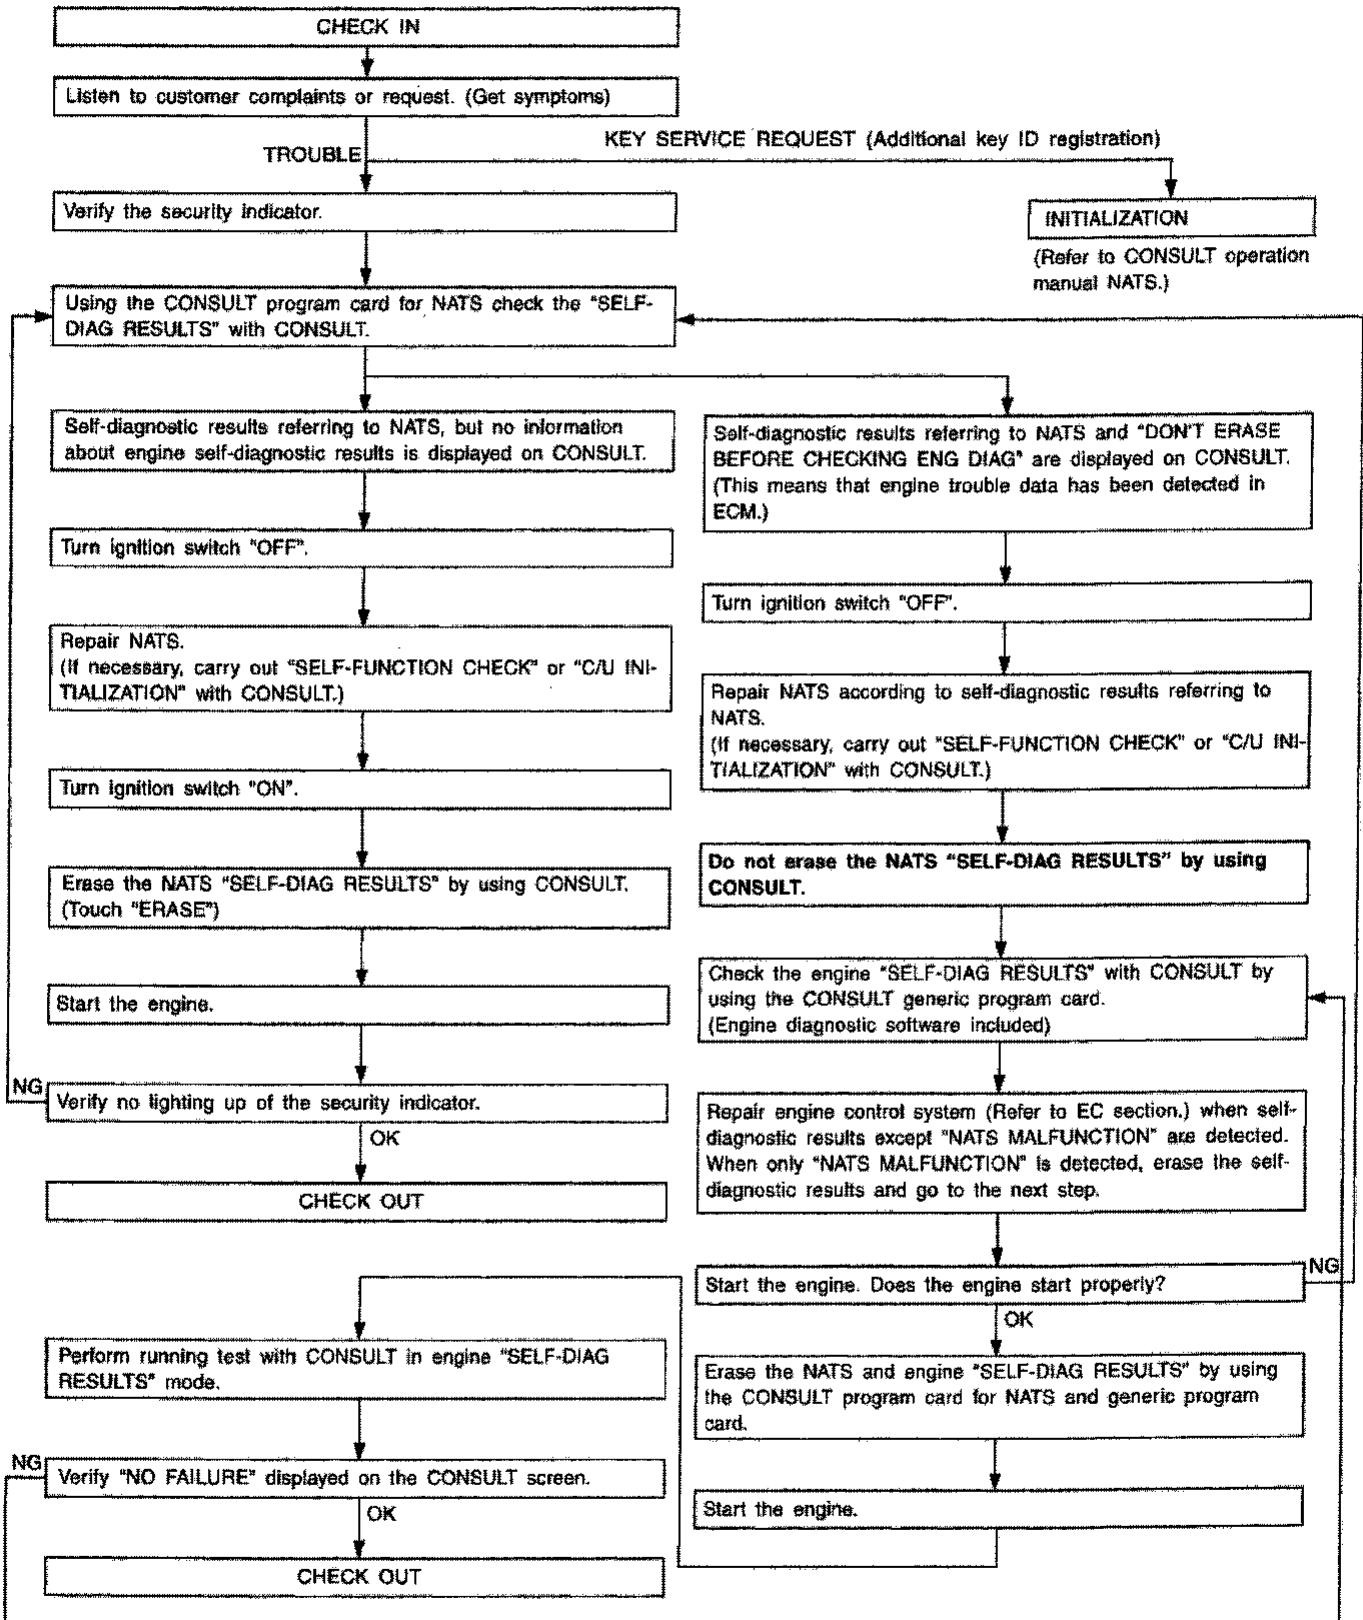 CHECK IN
Listen to customer complaints or request. (Get symptoms)
TROUBLE
KEY SERVICE REQUEST (Additional key ID registration)
Verify the security indicator.
INITIALIZATION
(Refer to CONSULT operation
manual NATS.)
Using the CONSULT program card for NATS check the "SELF-
DIAG RESULTS" with CONSULT.
Self-diagnostic results referring to NATS, but no information
about engine self-diagnostic results is displayed on CONSULT.
Turn ignition switch "OFF".
Repair NATS.
(If necessary, carry out "SELF-FUNCTION CHECK" or "C/U INI-
TIALIZATION" with CONSULT.)
Turn ignition switch "ON".
Erase the NATS "SELF-DIAG RESULTS" by using CONSULT.
(Touch "ERASE")
Start the engine.
NG
Verify no lighting up of the security indicator.
OK
CHECK OUT
Self-diagnostic results referring to NATS and "DON'T ERASE
BEFORE CHECKING ENG DIAG" are displayed on CONSULT.
(This means that engine trouble data has been detected in
ECM.)
Turn ignition switch "OFF".
Repair NATS according to self-diagnostic results referring to
NATS.
(If necessary, carry out "SELF-FUNCTION CHECK" or "C/U INI-
TIALIZATION" with CONSULT.)
Do not erase the NATS "SELF-DIAG RESULTS" by using
CONSULT.
Check the engine "SELF-DIAG RESULTS" with CONSULT by
using the CONSULT generic program card.
(Engine diagnostic software included)
Repair engine control system (Refer to EC section.) when self-
diagnostic results except "NATS MALFUNCTION" are detected.
When only "NATS MALFUNCTION" is detected, erase the self-
diagnostic results and go to the next step.
Start the engine. Does the engine start properly?
NG
OK
Erase the NATS and engine "SELF-DIAG RESULTS" by using
the CONSULT program card for NATS and generic program
card.
Start the engine.
Perform running test with CONSULT in engine "SELF-DIAG
RESULTS" mode.
NG
Verify "NO FAILURE" displayed on the CONSULT screen.
OK
CHECK OUT